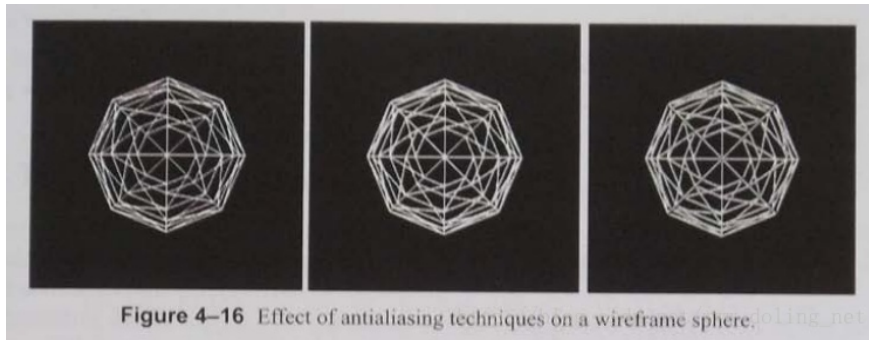 Figure 4–16 Effect of antialiasing techniques on a wireframe sphere.